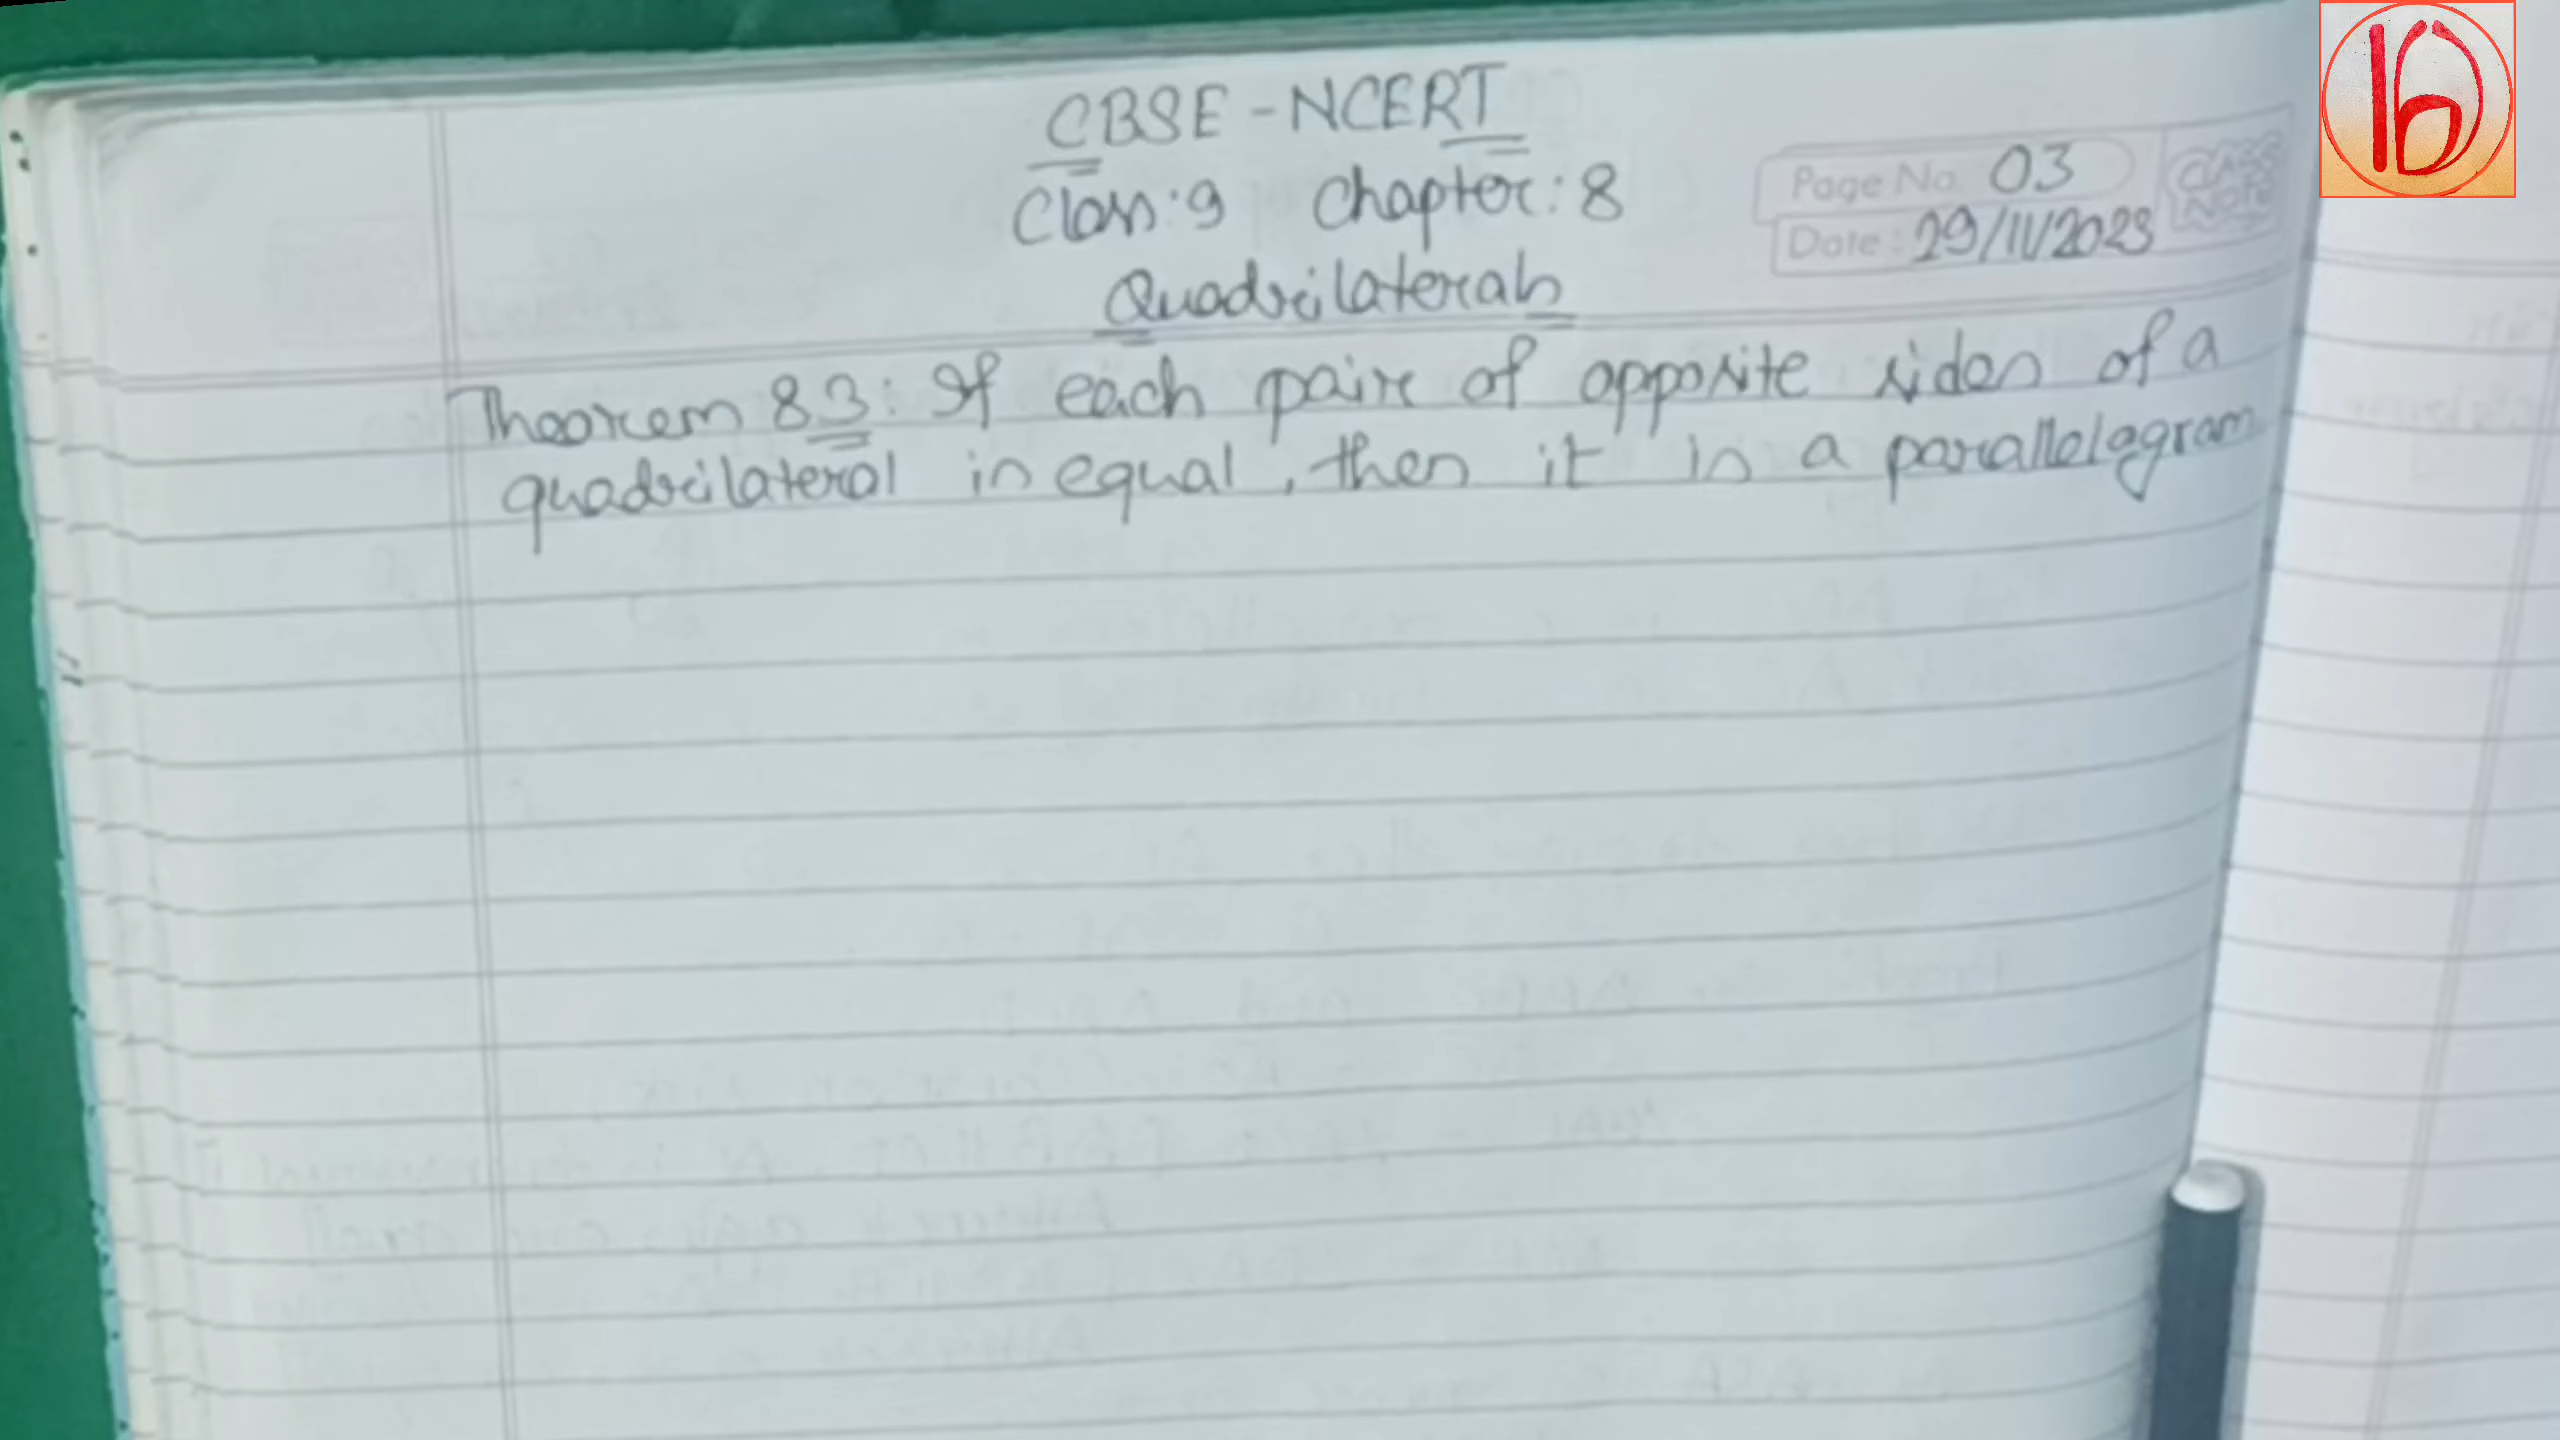 CBSE - NCERT
Class: 9 Chapter: 8
Page No. 03
Date: 29/11/2023
Quadrilaterals
Theorem 8.3: If each pair of opposite sides of a
quadrilateral is equal, then it is a parallelogram